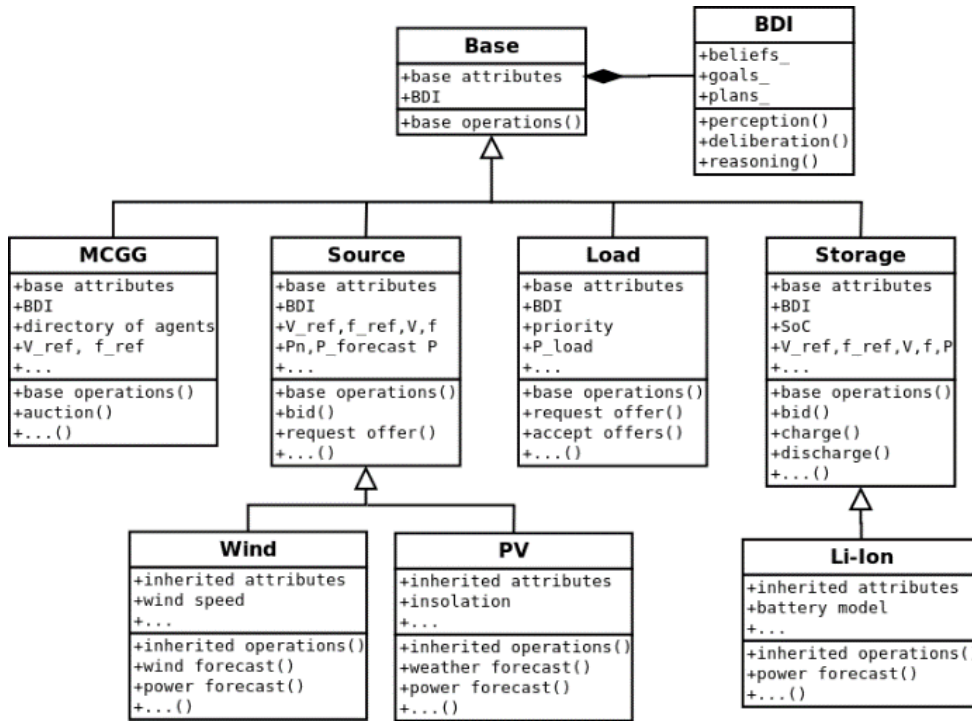 Base
+base attributes
+BDI
+base operations()
BDI
+beliefs_
+goals_
+plans_
+perception()
+deliberation()
+reasoning()
MCGG
+base attributes
+BDI
+directory of agents
+V_ref, f_ref
+...
+base operations()
+auction()
+...()
Source
+base attributes
+BDI
+V_ref,f_ref,V,f
+Pn,P_forecast P
+...
+base operations()
+bid()
+request offer()
+...()
Load
+base attributes
+BDI
+priority
+P_load
+...
+base operations()
+request offer()
+accept offers()
+...()
Storage
+base attributes
+BDI
+SoC
+V_ref,f_ref,V,f,P
+...
+base operations()
+bid()
+charge()
+discharge()
+...()
Wind
+inherited attributes
+wind speed
+...
+inherited operations()
+wind forecast()
+power forecast()
+...()
PV
+inherited attributes
+insolation
+...
+inherited operations()
+weather forecast()
+power forecast()
+...()
Li-Ion
+inherited attributes
+battery model
+...
+inherited operations()
+power forecast()
+...()